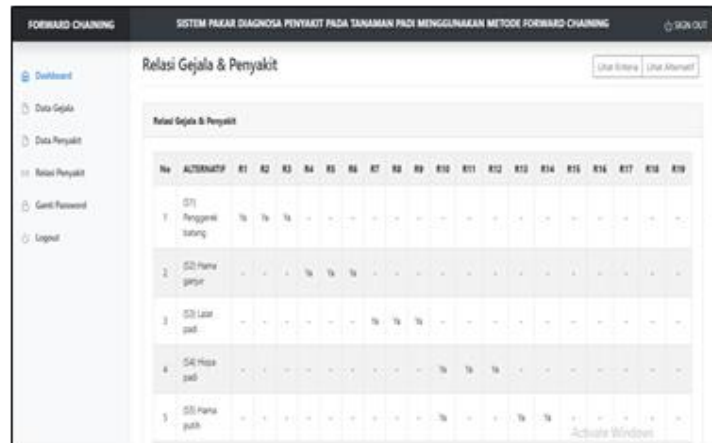 FORWARD CHAINING
SISTEM PAKAR DIAGNOSA PENYAKIT PADA TANAMAN PADI MENGGUNAKAN METODE FORWARD CHAINING
SIGN OUT
Dashboard
Data Gejala
Data Penyakit
Relasi Penyakit
Ganti Password
Logout
Relasi Gejala & Penyakit
Lihat Kriteria Lihat Alternatif
Relasi Gejala & Penyakit
No ALTERNATIF R1 R2 R3 R4 R5 R6 R7 R8 R9 R10 R11 R12 R13 R14 R15 R16 R17 R18 R19
(S1)
1 Penggerek Ya Ya Ya - - - - - - - - - - - - - - - -
batang
2 (S2) Hama - - - Ya Ya Ya - - - - - - - - - - - - -
ganjur
3 (S3) Lalat - - - - - - Ya Ya Ya - - - - - - - - - -
padi
4 (S4) Hispa - - - - - - - - - Ya Ya Ya - - - - - - -
padi
5 (S5) Hama - - - - - - - - - Ya - - Ya Ya - - - - -
putih
Activate Windows